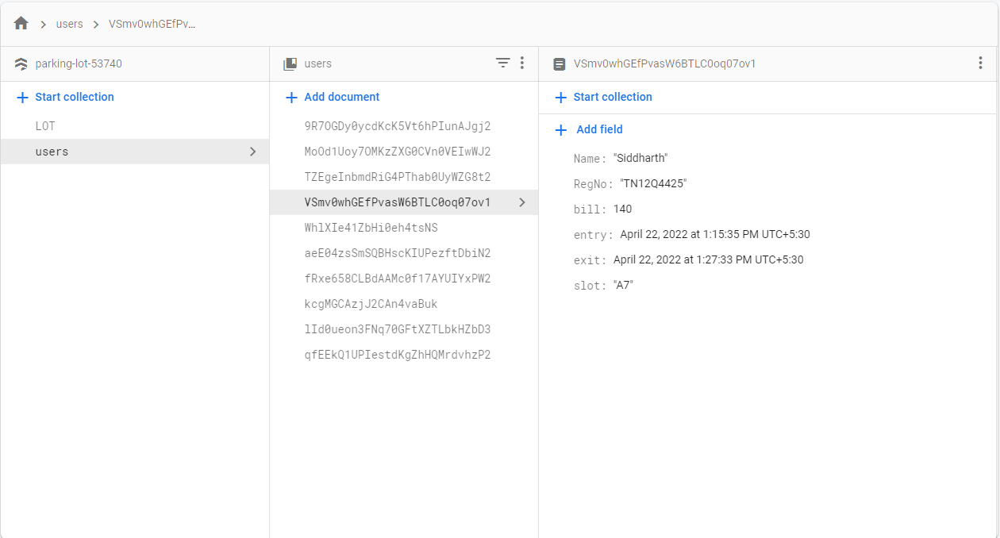 users
VSmv0whGEfPv...
parking-lot-53740
Start collection
LOT
users
users
Add document
9R7OGDy0ycdKcK5Vt6hPIunAJgj2
MoOd1Uoy7OMKzZXG0CVn0VEIwWJ2
TZEgeInbmdRiG4PThab0UyWZG8t2
VSmv0whGEfPvasW6BTLC0oq07ov1
WhlXIe41ZbHi0eh4tsNS
aeE04zsSmSQBHscKIUPezftDbiN2
fRxe658CLBdAAMc0f17AYUIYxPW2
kcgMGCAzjJ2CAn4vaBuk
lId0ueon3FNq70GFtXZTLbkHZbD3
qfEEkQ1UPIestdKgZhHQMrdvhzP2
VSmv0whGEfPvasW6BTLC0oq07ov1
Start collection
Add field
Name: "Siddharth"
RegNo: "TN12Q4425"
bill: 140
entry: April 22, 2022 at 1:15:35 PM UTC+5:30
exit: April 22, 2022 at 1:27:33 PM UTC+5:30
slot: "A7"